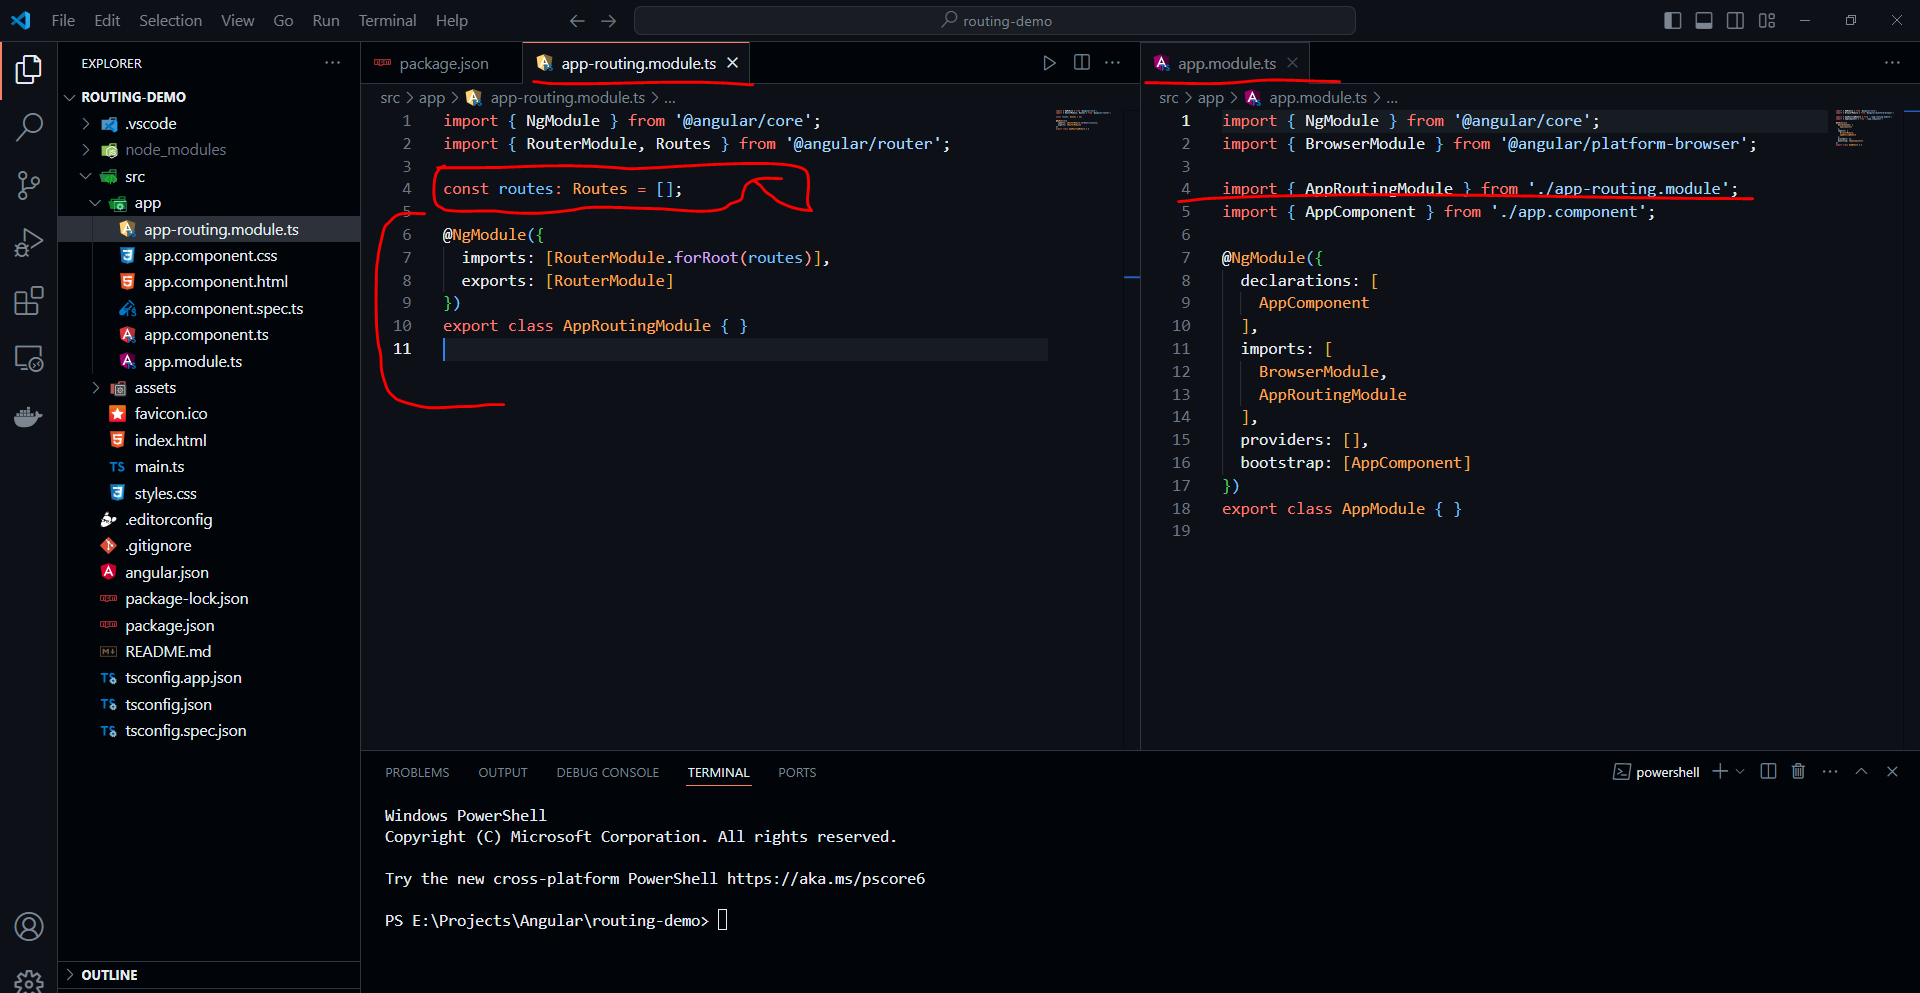 File Edit Selection View Go Run Terminal Help
routing-demo
EXPLORER
ROUTING-DEMO
.vscode
node_modules
src
app
app-routing.module.ts
app.component.css
app.component.html
app.component.spec.ts
app.component.ts
app.module.ts
assets
favicon.ico
index.html
TS main.ts
styles.css
.editorconfig
.gitignore
angular.json
package-lock.json
package.json
README.md
TS tsconfig.app.json
TS tsconfig.json
TS tsconfig.spec.json
OUTLINE
package.json
app-routing.module.ts
src > app > app-routing.module.ts > ...
1 import { NgModule } from '@angular/core';
2 import { RouterModule, Routes } from '@angular/router';
3
4 const routes: Routes = [];
5
6 @NgModule({
7 imports: [RouterModule.forRoot(routes)],
8 exports: [RouterModule]
9 })
10 export class AppRoutingModule { }
11
app.module.ts
src > app > app.module.ts > ...
1 import { NgModule } from '@angular/core';
2 import { BrowserModule } from '@angular/platform-browser';
3
4 import { AppRoutingModule } from './app-routing.module';
5 import { AppComponent } from './app.component';
6
7 @NgModule({
8 declarations: [
9 AppComponent
10 ],
11 imports: [
12 BrowserModule,
13 AppRoutingModule
14 ],
15 providers: [],
16 bootstrap: [AppComponent]
17 })
18 export class AppModule { }
19
PROBLEMS OUTPUT DEBUG CONSOLE TERMINAL PORTS
powershell
Windows PowerShell
Copyright (C) Microsoft Corporation. All rights reserved.
Try the new cross-platform PowerShell https://aka.ms/pscore6
PS E:\Projects\Angular\routing-demo>